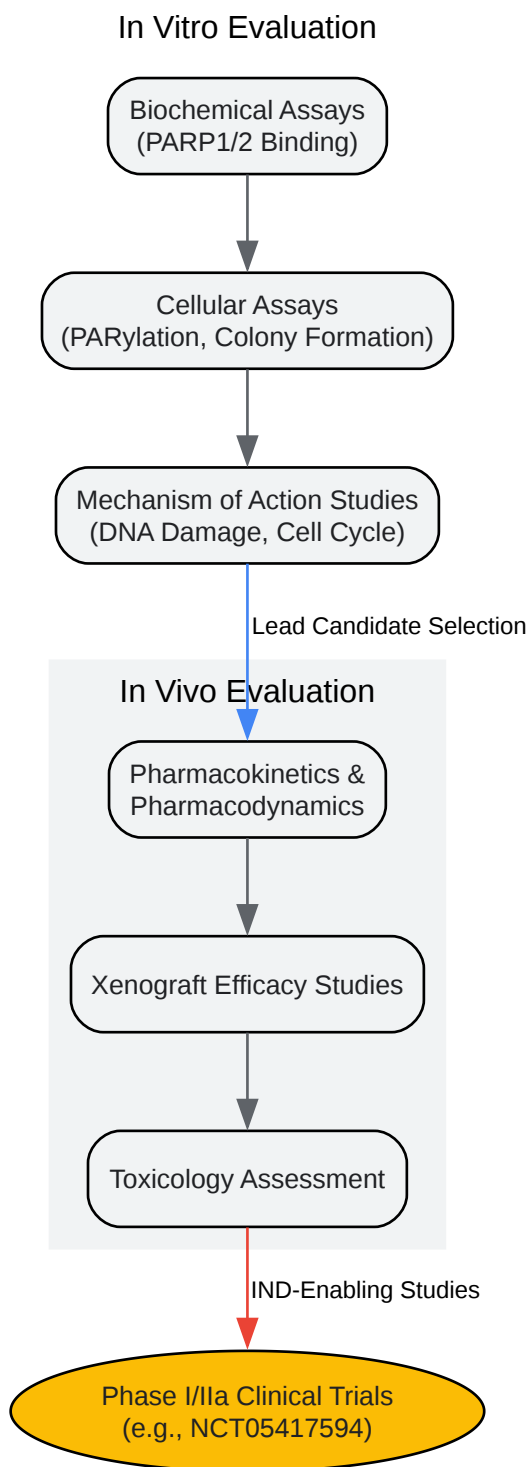 In Vitro Evaluation
Biochemical Assays
(PARP1/2 Binding)
Cellular Assays
(PARylation, Colony Formation)
Mechanism of Action Studies
(DNA Damage, Cell Cycle)
Lead Candidate Selection
In Vivo Evaluation
Pharmacokinetics &
Pharmacodynamics
Xenograft Efficacy Studies
Toxicology Assessment
IND-Enabling Studies
Phase I/IIa Clinical Trials
(e.g., NCT05417594)